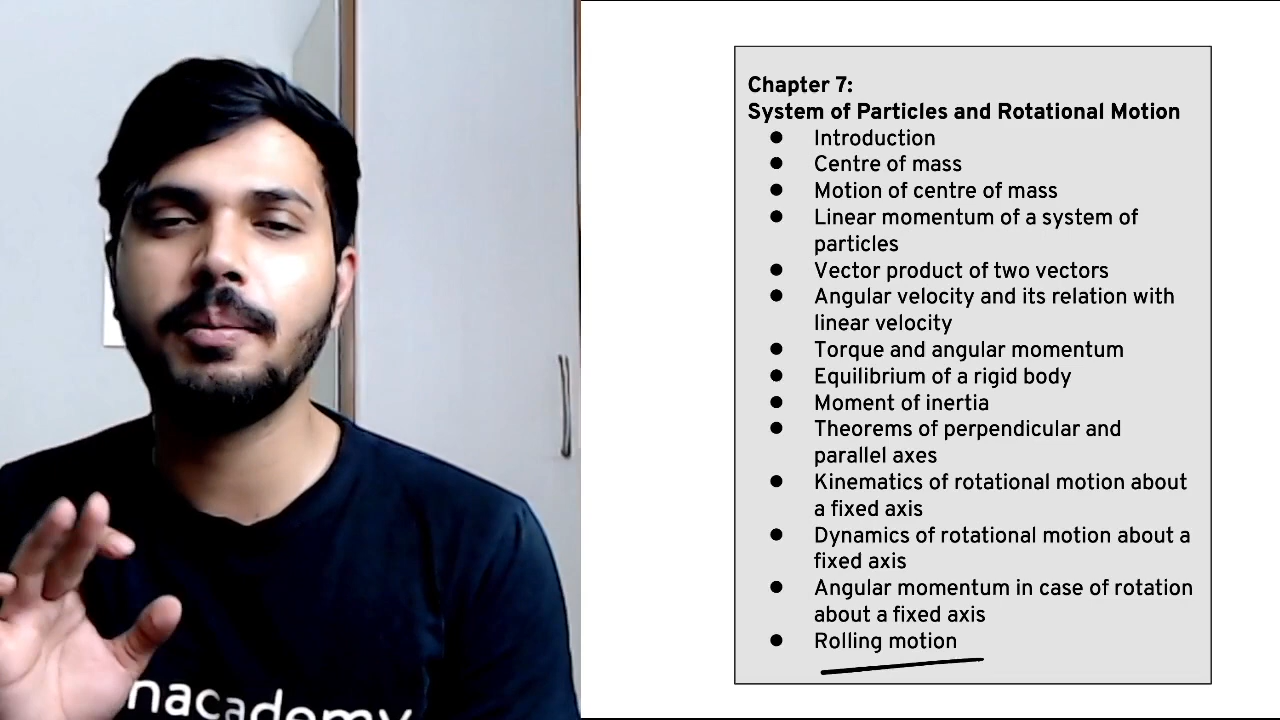 Chapter 7:
System of Particles and Rotational Motion
● Introduction
● Centre of mass
● Motion of centre of mass
● Linear momentum of a system of
particles
● Vector product of two vectors
● Angular velocity and its relation with
linear velocity
● Torque and angular momentum
● Equilibrium of a rigid body
● Moment of inertia
● Theorems of perpendicular and
parallel axes
● Kinematics of rotational motion about
a fixed axis
● Dynamics of rotational motion about a
fixed axis
● Angular momentum in case of rotation
about a fixed axis
● Rolling motion
nacademy